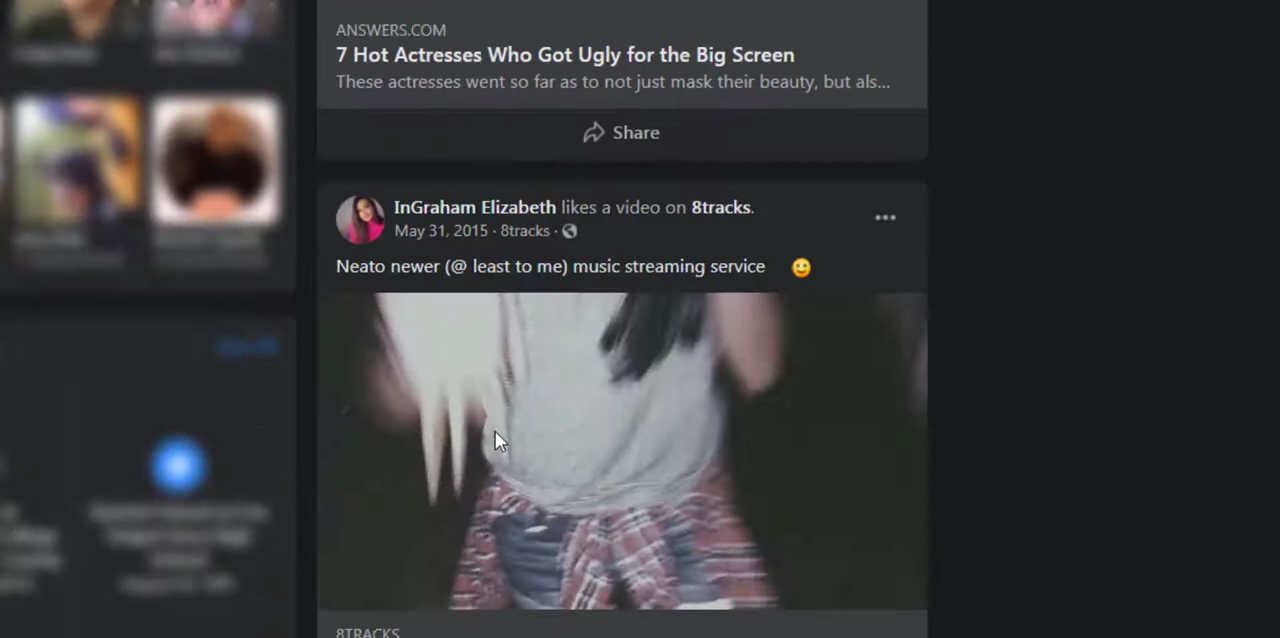 ANSWERS.COM
7 Hot Actresses Who Got Ugly for the Big Screen
These actresses went so far as to not just mask their beauty, but als...
Share
InGraham Elizabeth likes a video on 8tracks.
May 31, 2015 · 8tracks ·
Neato newer (@ least to me) music streaming service
8TRACKS